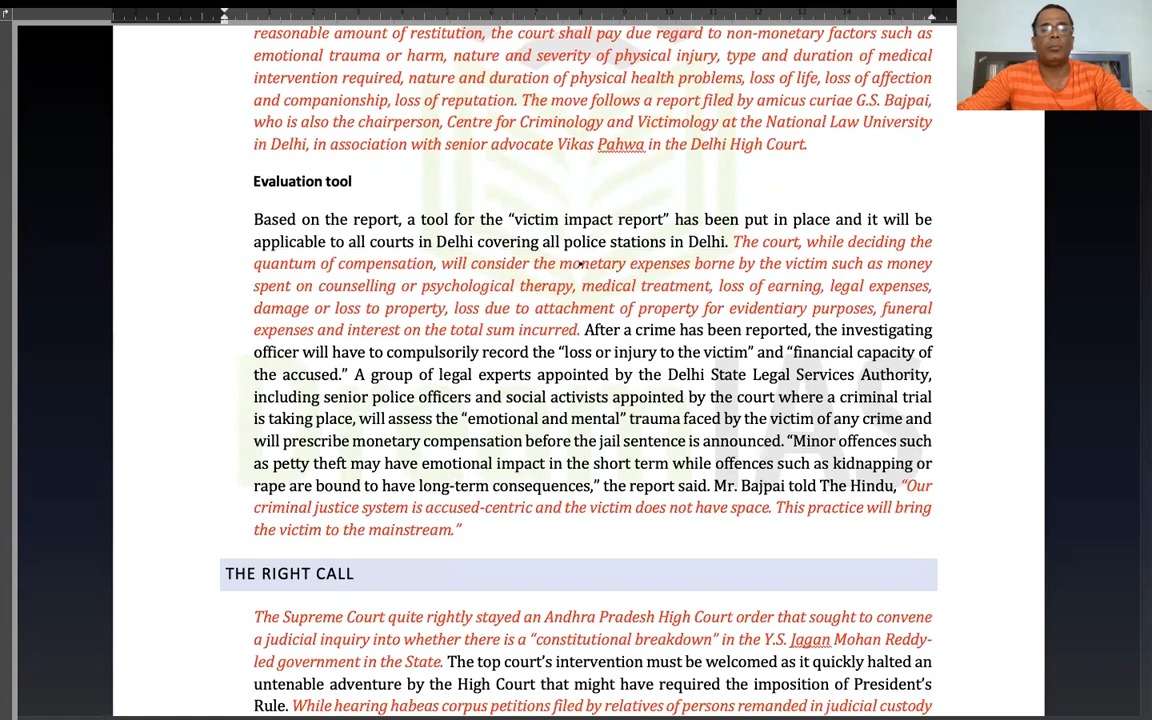 reasonable amount of restitution, the court shall pay due regard to non-monetary factors such as
emotional trauma or harm, nature and severity of physical injury, type and duration of medical
intervention required, nature and duration of physical health problems, loss of life, loss of affection
and companionship, loss of reputation. The move follows a report filed by amicus curiae G.S. Bajpai,
who is also the chairperson, Centre for Criminology and Victimology at the National Law University
in Delhi, in association with senior advocate Vikas Pahwa in the Delhi High Court.
Evaluation tool
Based on the report, a tool for the “victim impact report” has been put in place and it will be
applicable to all courts in Delhi covering all police stations in Delhi. The court, while deciding the
quantum of compensation, will consider the monetary expenses borne by the victim such as money
spent on counselling or psychological therapy, medical treatment, loss of earning, legal expenses,
damage or loss to property, loss due to attachment of property for evidentiary purposes, funeral
expenses and interest on the total sum incurred. After a crime has been reported, the investigating
officer will have to compulsorily record the “loss or injury to the victim” and “financial capacity of
the accused.” A group of legal experts appointed by the Delhi State Legal Services Authority,
including senior police officers and social activists appointed by the court where a criminal trial
is taking place, will assess the “emotional and mental” trauma faced by the victim of any crime and
will prescribe monetary compensation before the jail sentence is announced. “Minor offences such
as petty theft may have emotional impact in the short term while offences such as kidnapping or
rape are bound to have long-term consequences,” the report said. Mr. Bajpai told The Hindu, “Our
criminal justice system is accused-centric and the victim does not have space. This practice will bring
the victim to the mainstream.”
THE RIGHT CALL
The Supreme Court quite rightly stayed an Andhra Pradesh High Court order that sought to convene
a judicial inquiry into whether there is a “constitutional breakdown” in the Y.S. Jagan Mohan Reddy-
led government in the State. The top court’s intervention must be welcomed as it quickly halted an
untenable adventure by the High Court that might have required the imposition of President’s
Rule. While hearing habeas corpus petitions filed by relatives of persons remanded in judicial custody